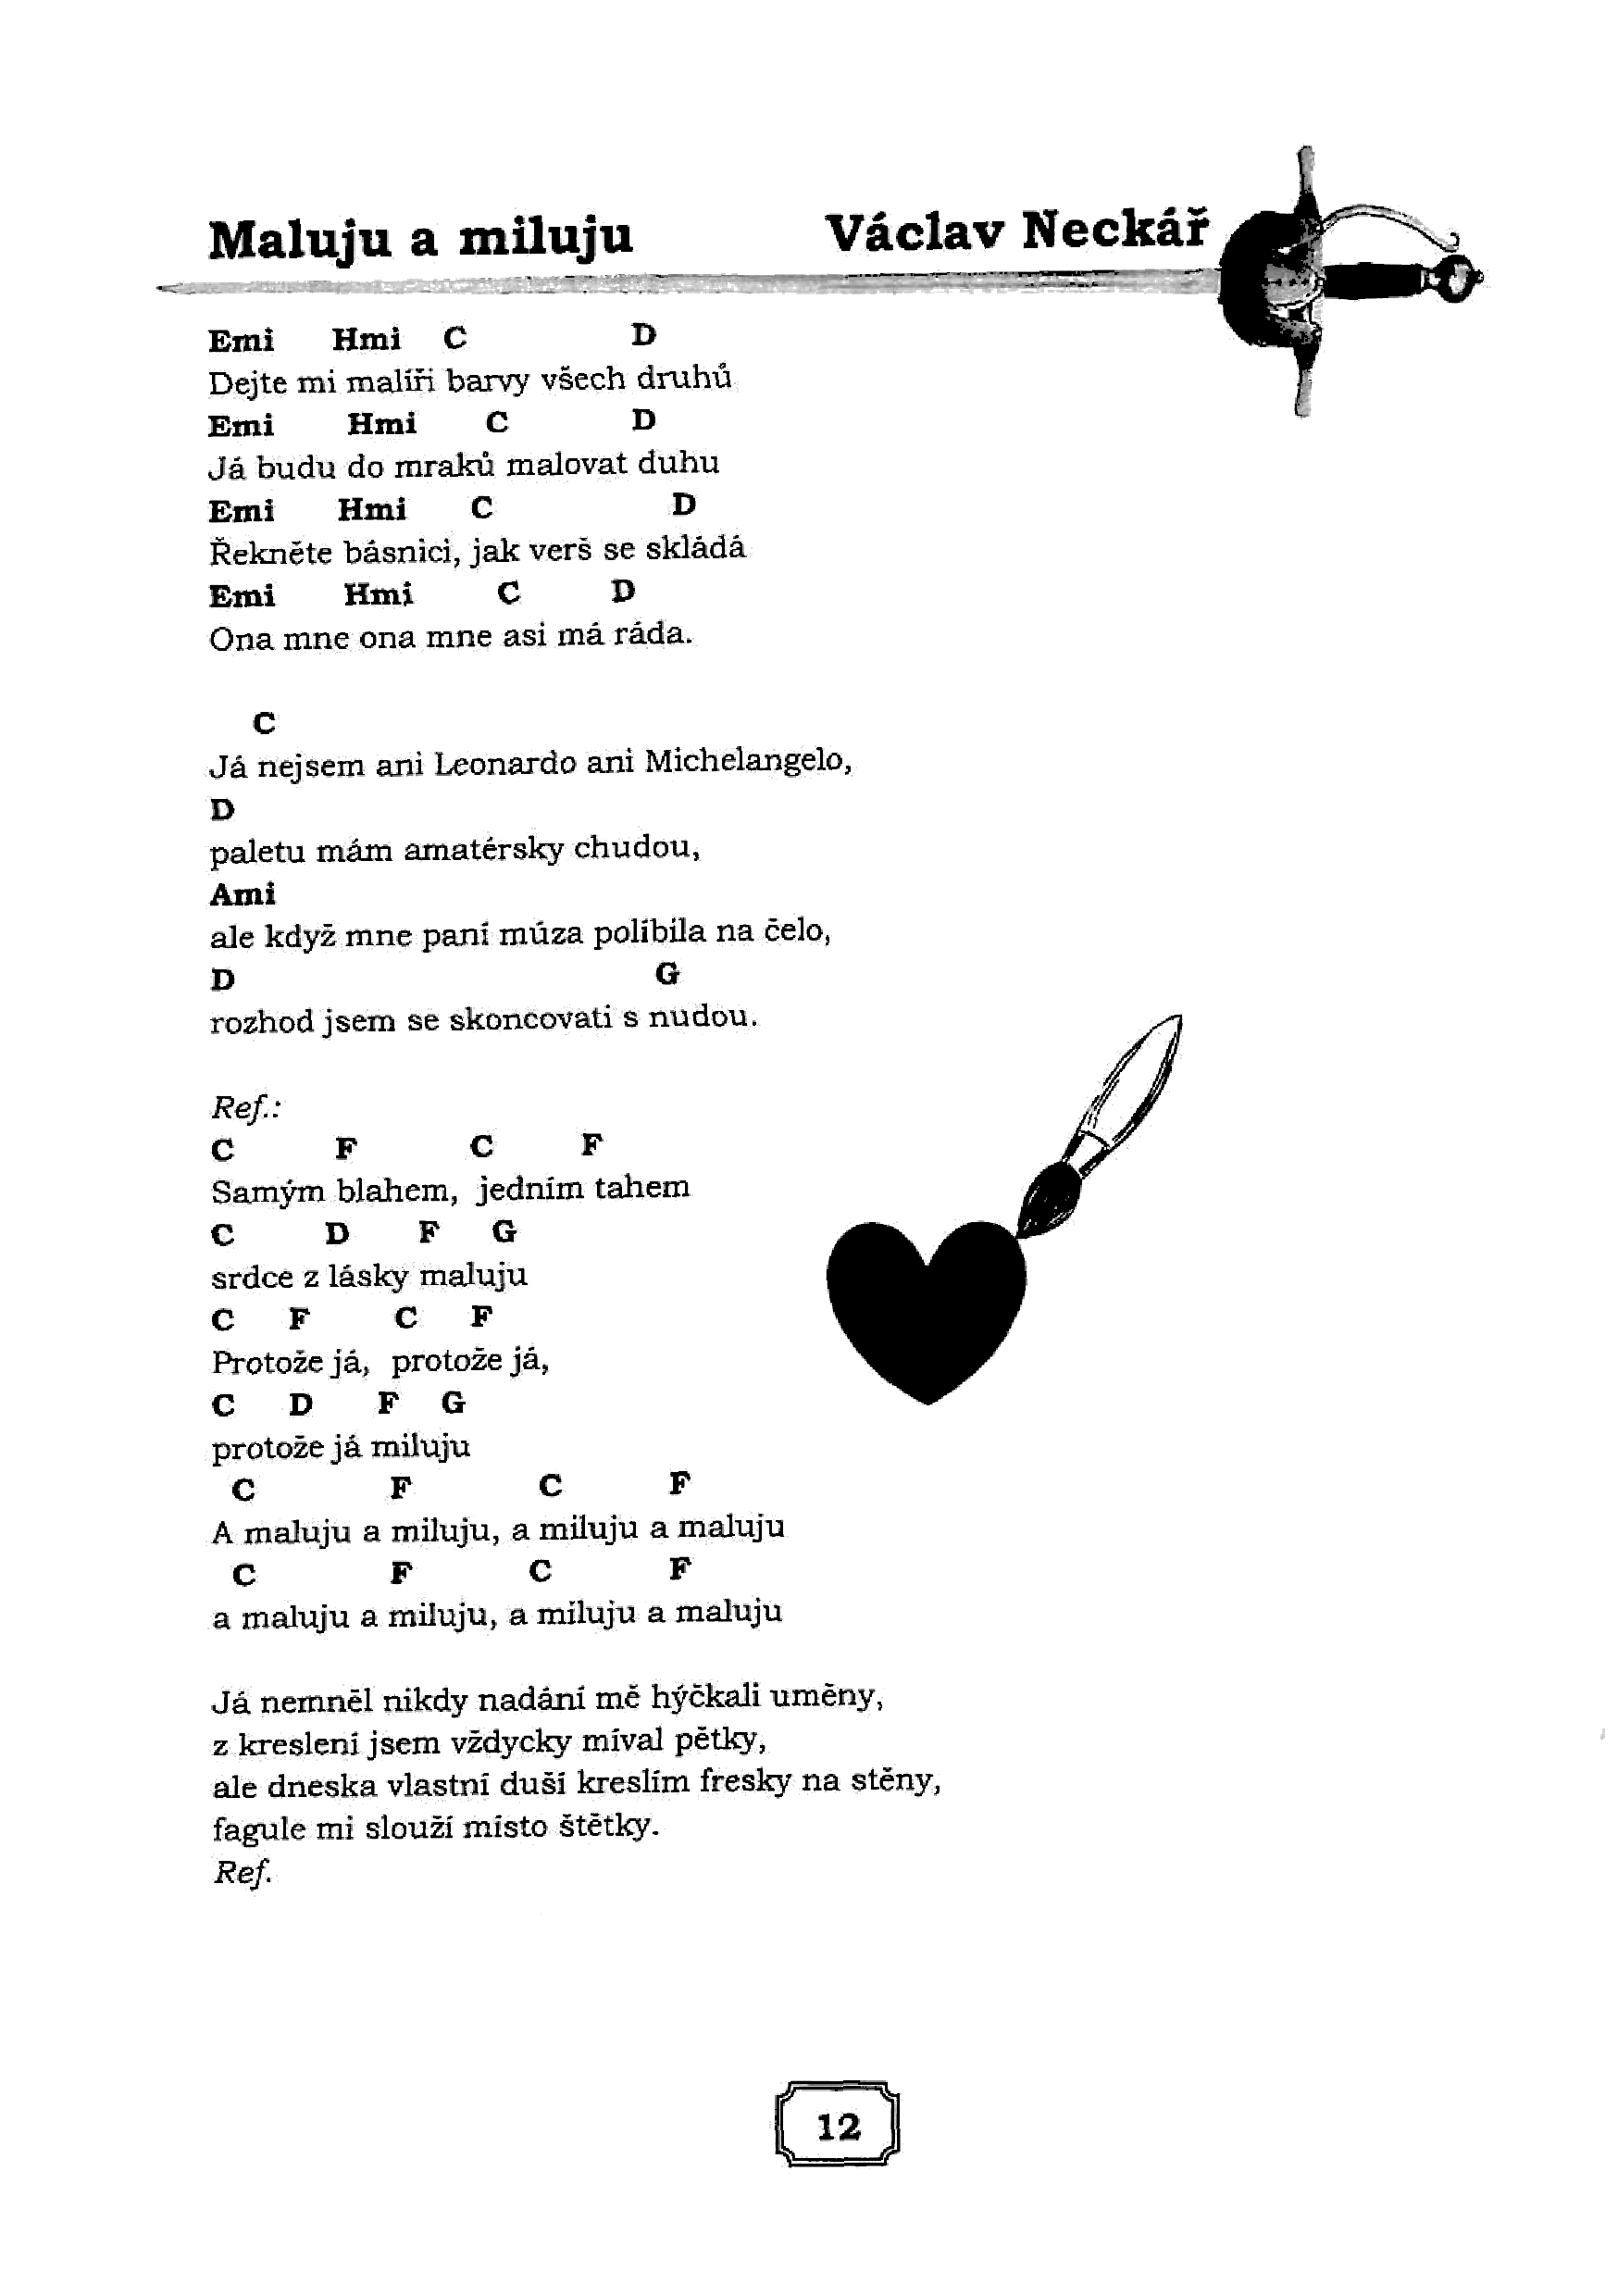 Maluju a miluju Václav Neckář
Emi Hmi C D
Dejte mi malíři barvy všech druhů
Emi Hmi C D
Já budu do mraků malovat duhu
Emi Hmi C D
Řekněte básnici, jak verš se skládá
Emi Hmi C D
Ona mne ona mne asi má ráda.
C
Já nejsem ani Leonardo ani Michelangelo,
D
paletu mám amatérsky chudou,
Ami
ale když mne paní múza políbila na čelo,
D G
rozhod jsem se skoncovati s nudou.
Ref.:
C F C F
Samým blahem, jedním tahem
C D F G
srdce z lásky maluju
C F C F
Protože já, protože já,
C D F G
protože já miluju
C F C F
A maluju a miluju, a miluju a maluju
C F C F
a maluju a miluju, a miluju a maluju
Já nemněl nikdy nadání mě hýčkali uměny,
z kreslení jsem vždycky míval pětky,
ale dneska vlastní duší kreslím fresky na stěny,
fagule mi slouží místo štětky.
Ref.
12